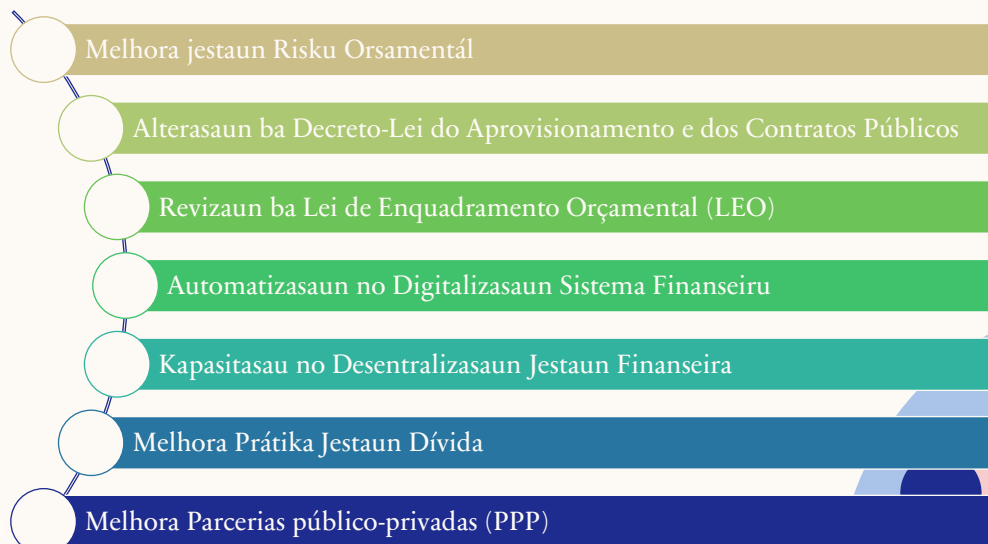 Melhora jestaun Risku Orsamentál
Alterasaun ba Decreto-Lei do Aprovisionamento e dos Contratos Públicos
Revizaun ba Lei de Enquadramento Orçamental (LEO)
Automatizasaun no Digitalizasaun Sistema Finanseiru
Kapasitasau no Desentralizasaun Jestaun Finanseira
Melhora Prátika Jestaun Dívida
Melhora Parcerias público-privadas (PPP)